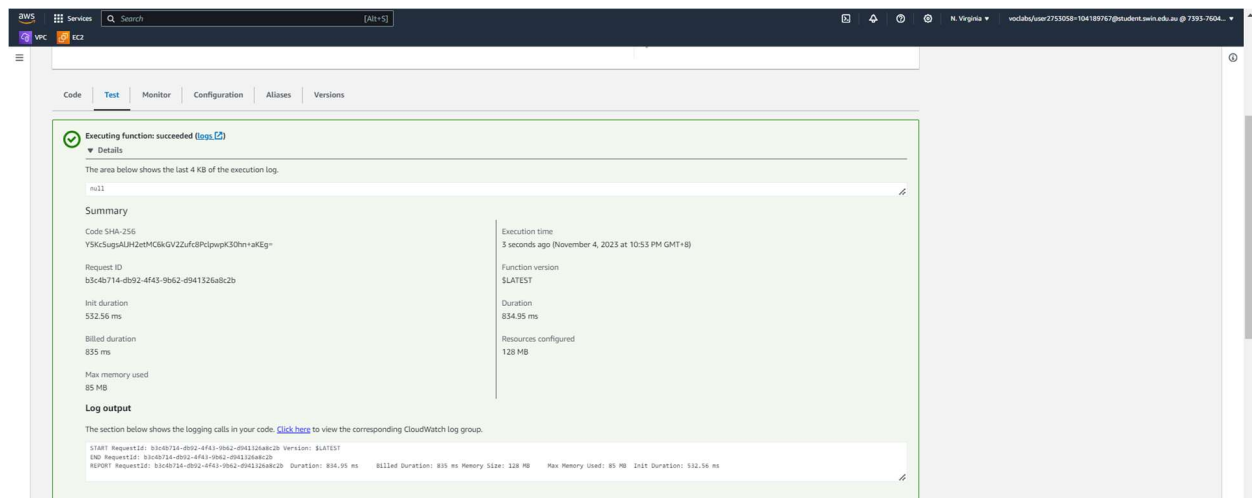 aws Services Search [Alt+S] N. Virginia voclabs/user2753058=104189767@student.swin.edu.au @ 7393-7604...
VPC EC2
Code Test Monitor Configuration Aliases Versions
Executing function: succeeded (logs)
Details
The area below shows the last 4 KB of the execution log.
null
Summary
Code SHA-256
Execution time
3 seconds ago (November 4, 2023 at 10:53 PM GMT+8)
Request ID
b3c4b714-db92-4f43-9b62-d941326a8c2b
Function version
$LATEST
Init duration
532.56 ms
Duration
834.95 ms
Billed duration
835 ms
Resources configured
128 MB
Max memory used
85 MB
Log output
The section below shows the logging calls in your code. Click here to view the corresponding CloudWatch log group.
START RequestId: b3c4b714-db92-4f43-9b62-d941326a8c2b Version: $LATEST
END RequestId: b3c4b714-db92-4f43-9b62-d941326a8c2b
REPORT RequestId: b3c4b714-db92-4f43-9b62-d941326a8c2b Duration: 834.95 ms Billed Duration: 835 ms Memory Size: 128 MB Max Memory Used: 85 MB Init Duration: 532.56 ms